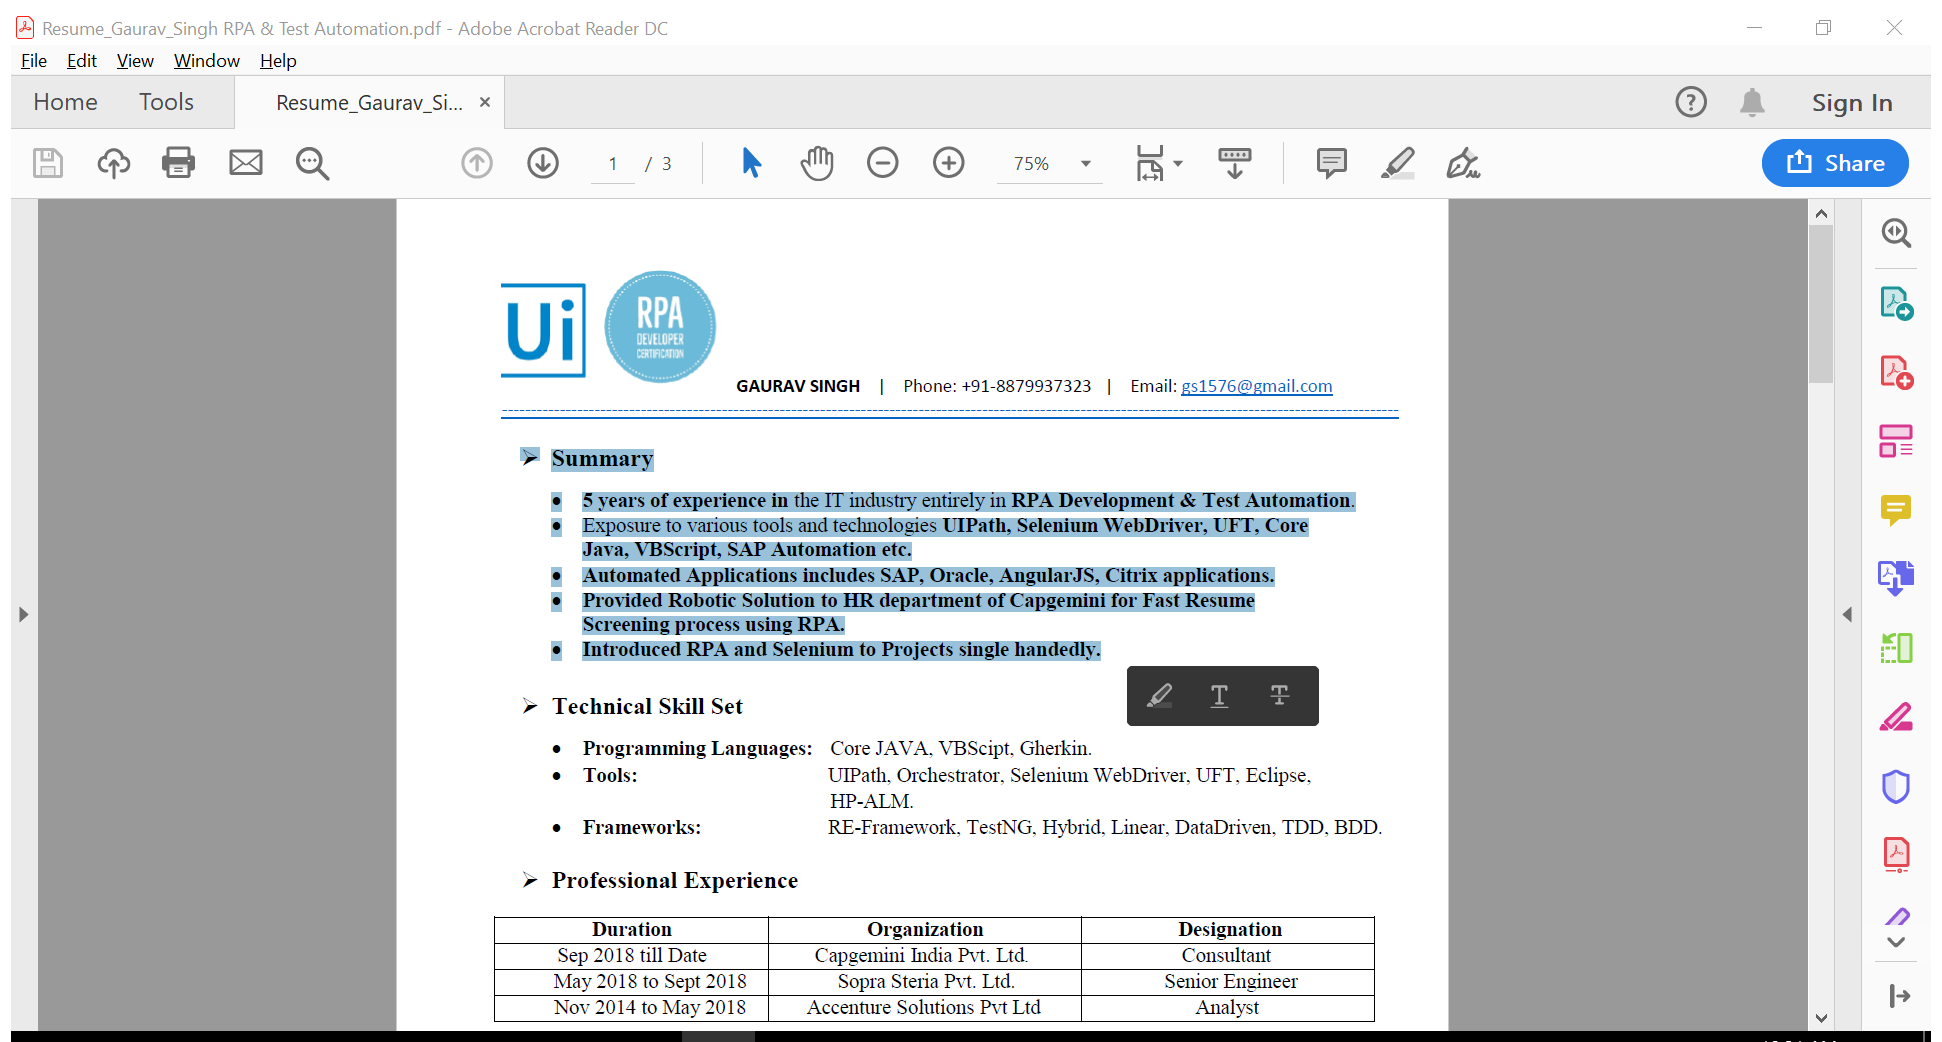 Resume_Gaurav_Singh RPA & Test Automation.pdf - Adobe Acrobat Reader DC
File Edit View Window Help
Home Tools Resume_Gaurav_Si... × Sign In
1 / 3 75% Share
Ui
RPA
DEVELOPER
CERTIFICATION
GAURAV SINGH | Phone: +91-8879937323 | Email: gs1576@gmail.com
➢ Summary
• 5 years of experience in the IT industry entirely in RPA Development & Test Automation.
• Exposure to various tools and technologies UIPath, Selenium WebDriver, UFT, Core
Java, VBScript, SAP Automation etc.
• Automated Applications includes SAP, Oracle, AngularJS, Citrix applications.
• Provided Robotic Solution to HR department of Capgemini for Fast Resume
Screening process using RPA.
• Introduced RPA and Selenium to Projects single handedly.
➢ Technical Skill Set
• Programming Languages: Core JAVA, VBScipt, Gherkin.
• Tools: UIPath, Orchestrator, Selenium WebDriver, UFT, Eclipse,
HP-ALM.
• Frameworks: RE-Framework, TestNG, Hybrid, Linear, DataDriven, TDD, BDD.
➢ Professional Experience
Duration Organization Designation
Sep 2018 till Date Capgemini India Pvt. Ltd. Consultant
May 2018 to Sept 2018 Sopra Steria Pvt. Ltd. Senior Engineer
Nov 2014 to May 2018 Accenture Solutions Pvt Ltd Analyst